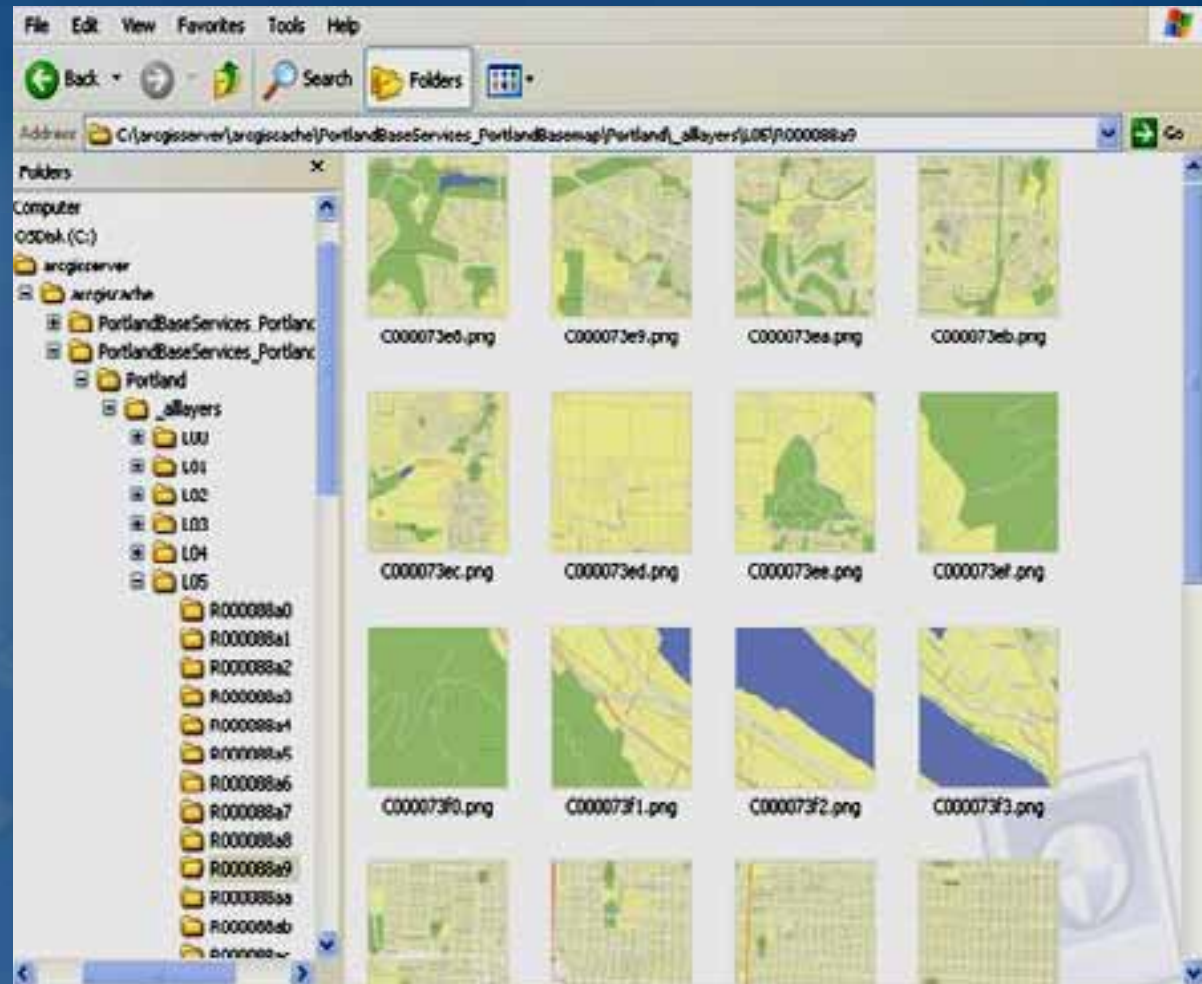 File Edit View Favorites Tools Help
Back Search Folders
Address C:\arcgisserver\arcgiscache\PortlandBaseServices_PortlandBasemap\Portland\_alllayers\L05\R000088a9 Go
Folders ×
Computer
OSDisk (C:)
arcgisserver
arcgiscache
PortlandBaseServices_Portlanc
PortlandBaseServices_Portlanc
Portland
_alllayers
L00
L01
L02
L03
L04
L05
R000088a0
R000088a1
R000088a2
R000088a3
R000088a4
R000088a5
R000088a6
R000088a7
R000088a8
R000088a9
R000088aa
R000088ab
R000088ac
C000073e8.png C000073e9.png C000073ea.png C000073eb.png
C000073ec.png C000073ed.png C000073ee.png C000073ef.png
C000073f0.png C000073f1.png C000073f2.png C000073f3.png